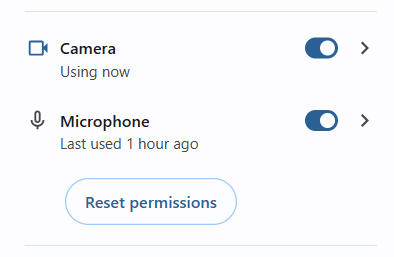 Camera
Using now
Microphone
Last used 1 hour ago
Reset permissions